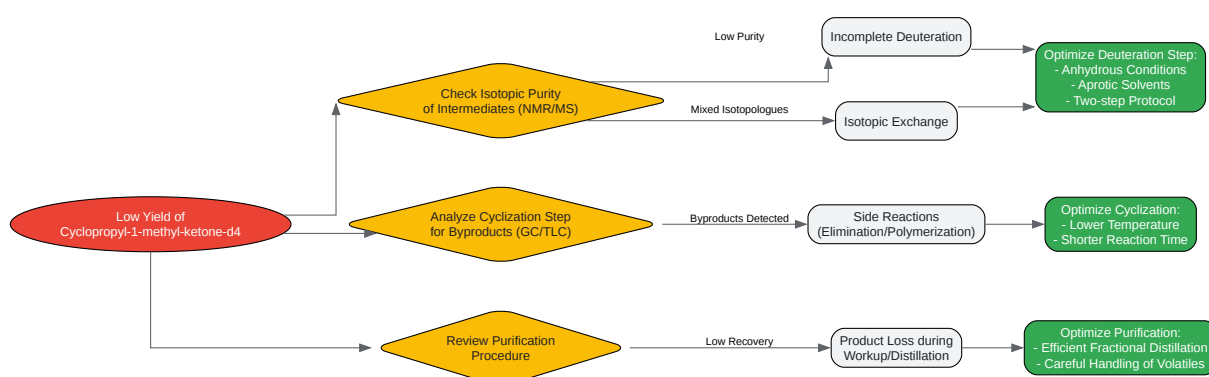 Low Yield of
Cyclopropyl-1-methyl-ketone-d4
Check Isotopic Purity
of Intermediates (NMR/MS)
Low Purity
Incomplete Deuteration
Mixed Isotopologues
Isotopic Exchange
Optimize Deuteration Step:
- Anhydrous Conditions
- Aprotic Solvents
- Two-step Protocol
Analyze Cyclization Step
for Byproducts (GC/TLC)
Byproducts Detected
Side Reactions
(Elimination/Polymerization)
Optimize Cyclization:
- Lower Temperature
- Shorter Reaction Time
Review Purification
Procedure
Low Recovery
Product Loss during
Workup/Distillation
Optimize Purification:
- Efficient Fractional Distillation
- Careful Handling of Volatiles